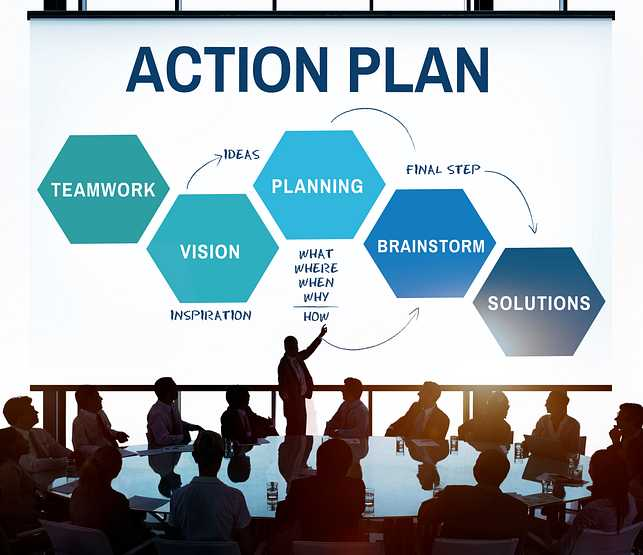 ACTION PLAN
TEAMWORK
IDEAS
VISION
INSPIRATION
PLANNING
WHAT
WHERE
WHEN
WHY
HOW
BRAINSTORM
FINAL STEP
SOLUTIONS